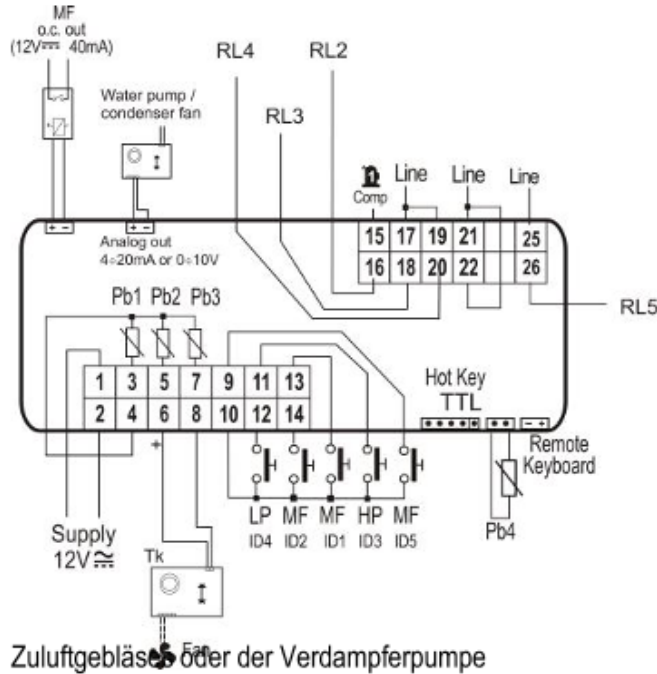 MF
o.c. out
(12V⎓ 40mA)
RL4
RL2
Water pump /
condenser fan
RL3
Line
Line
Line
Comp
+ -
+ -
15 17 19 21 25
16 18 20 22 26
Analog out
4÷20mA or 0÷10V
RL5
Pb1 Pb2 Pb3
1 3 5 7 9 11 13
2 4 6 8 10 12 14
Hot Key
TTL
- +
+
Remote
Keyboard
LP MF MF HP MF
ID4 ID2 ID1 ID3 ID5
Pb4
Supply
12V
Tk
Fan
Zuluftgebläses oder der Verdampferpumpe